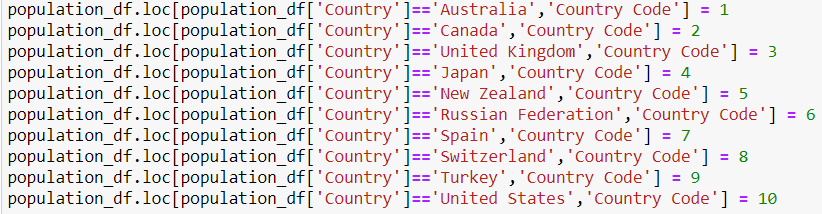 population_df.loc[population_df['Country']=='Australia','Country Code'] = 1
population_df.loc[population_df['Country']=='Canada','Country Code'] = 2
population_df.loc[population_df['Country']=='United Kingdom','Country Code'] = 3
population_df.loc[population_df['Country']=='Japan','Country Code'] = 4
population_df.loc[population_df['Country']=='New Zealand','Country Code'] = 5
population_df.loc[population_df['Country']=='Russian Federation','Country Code'] = 6
population_df.loc[population_df['Country']=='Spain','Country Code'] = 7
population_df.loc[population_df['Country']=='Switzerland','Country Code'] = 8
population_df.loc[population_df['Country']=='Turkey','Country Code'] = 9
population_df.loc[population_df['Country']=='United States','Country Code'] = 10